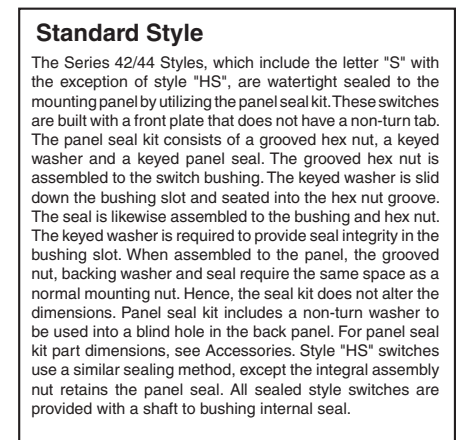 Standard Style
The Series 42/44 Styles, which include the letter "S" with
the exception of style "HS", are watertight sealed to the
mounting panel by utilizing the panel seal kit. These switches
are built with a front plate that does not have a non-turn tab.
The panel seal kit consists of a grooved hex nut, a keyed
washer and a keyed panel seal. The grooved hex nut is
assembled to the switch bushing. The keyed washer is slid
down the bushing slot and seated into the hex nut groove.
The seal is likewise assembled to the bushing and hex nut.
The keyed washer is required to provide seal integrity in the
bushing slot. When assembled to the panel, the grooved
nut, backing washer and seal require the same space as a
normal mounting nut. Hence, the seal kit does not alter the
dimensions. Panel seal kit includes a non-turn washer to
be used into a blind hole in the back panel. For panel seal
kit part dimensions, see Accessories. Style "HS" switches
use a similar sealing method, except the integral assembly
nut retains the panel seal. All sealed style switches are
provided with a shaft to bushing internal seal.